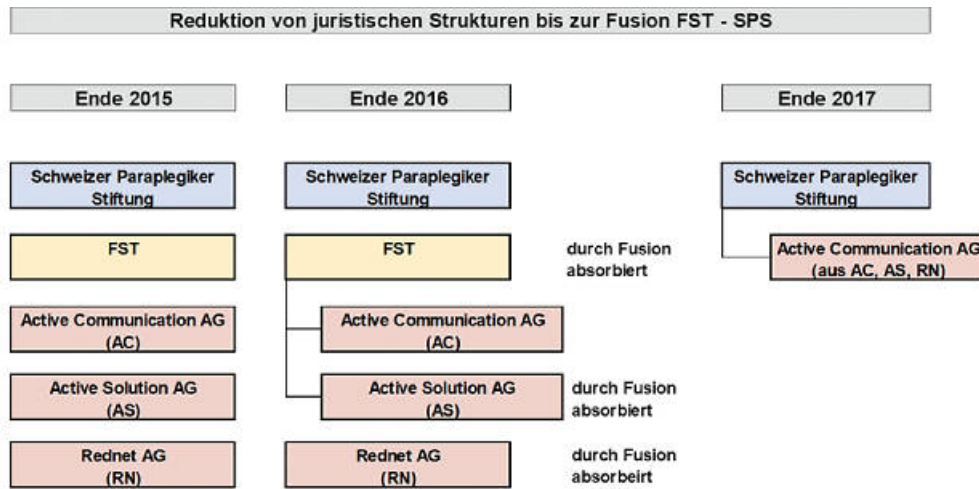 Reduktion von juristischen Strukturen bis zur Fusion FST - SPS
Ende 2015
Ende 2016
Ende 2017
Schweizer Paraplegiker
Stiftung
Schweizer Paraplegiker
Stiftung
Schweizer Paraplegiker
Stiftung
FST
FST
durch Fusion
absorbiert
Active Communication AG
(aus AC, AS, RN)
Active Communication AG
(AC)
Active Communication AG
(AC)
Active Solution AG
(AS)
Active Solution AG
(AS)
durch Fusion
absorbiert
Rednet AG
(RN)
Rednet AG
(RN)
durch Fusion
absorbeirt